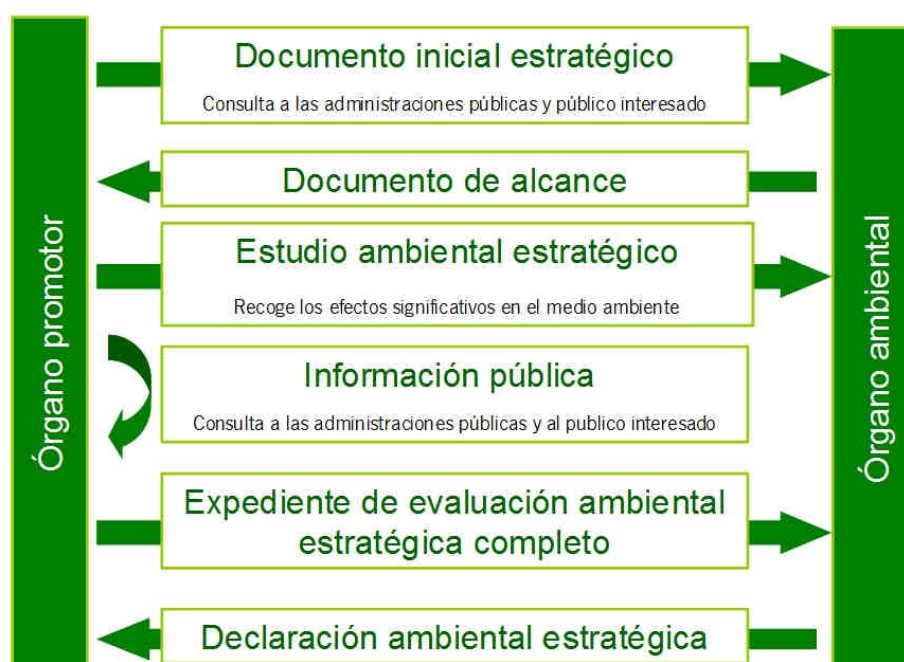 Órgano promotor
Documento inicial estratégico
Consulta a las administraciones públicas y público interesado
Documento de alcance
Estudio ambiental estratégico
Recoge los efectos significativos en el medio ambiente
Información pública
Consulta a las administraciones públicas y al publico interesado
Expediente de evaluación ambiental
estratégica completo
Declaración ambiental estratégica
Órgano ambiental